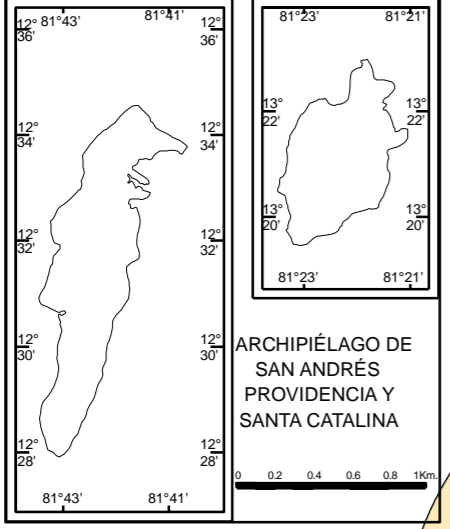 81°43' 81°41'
12° 36' 12° 36'
12° 34' 12° 34'
12° 32' 12° 32'
12° 30' 12° 30'
12° 28' 12° 28'
81°43' 81°41'
81°23' 81°21'
13° 22' 13° 22'
13° 20' 13° 20'
81°23' 81°21'
ARCHIPIÉLAGO DE
SAN ANDRÉS
PROVIDENCIA Y
SANTA CATALINA
0 0.2 0.4 0.6 0.8 1Km.